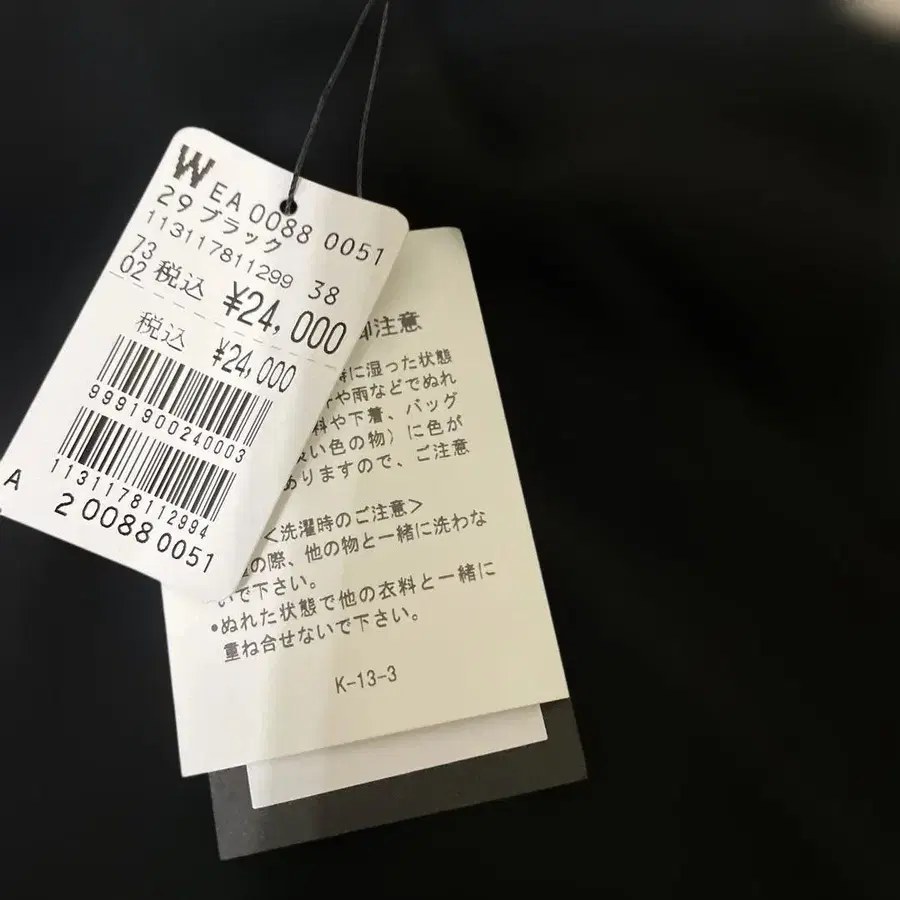 W EA 0088 0051
29 ブラック
113117811299 38
73
02 税込 ¥24,000
税込 ¥24,000
9991900240003
1131178112994
A 2 0088 0051
注意
に湿った状態
や雨などでぬれ
料や下着、バッグ
い色の物）に色が
ありますので、ご注意
＜洗濯時のご注意＞
の際、他の物と一緒に洗わな
いで下さい。
•ぬれた状態で他の衣料と一緒に
重ね合せないで下さい。
K-13-3